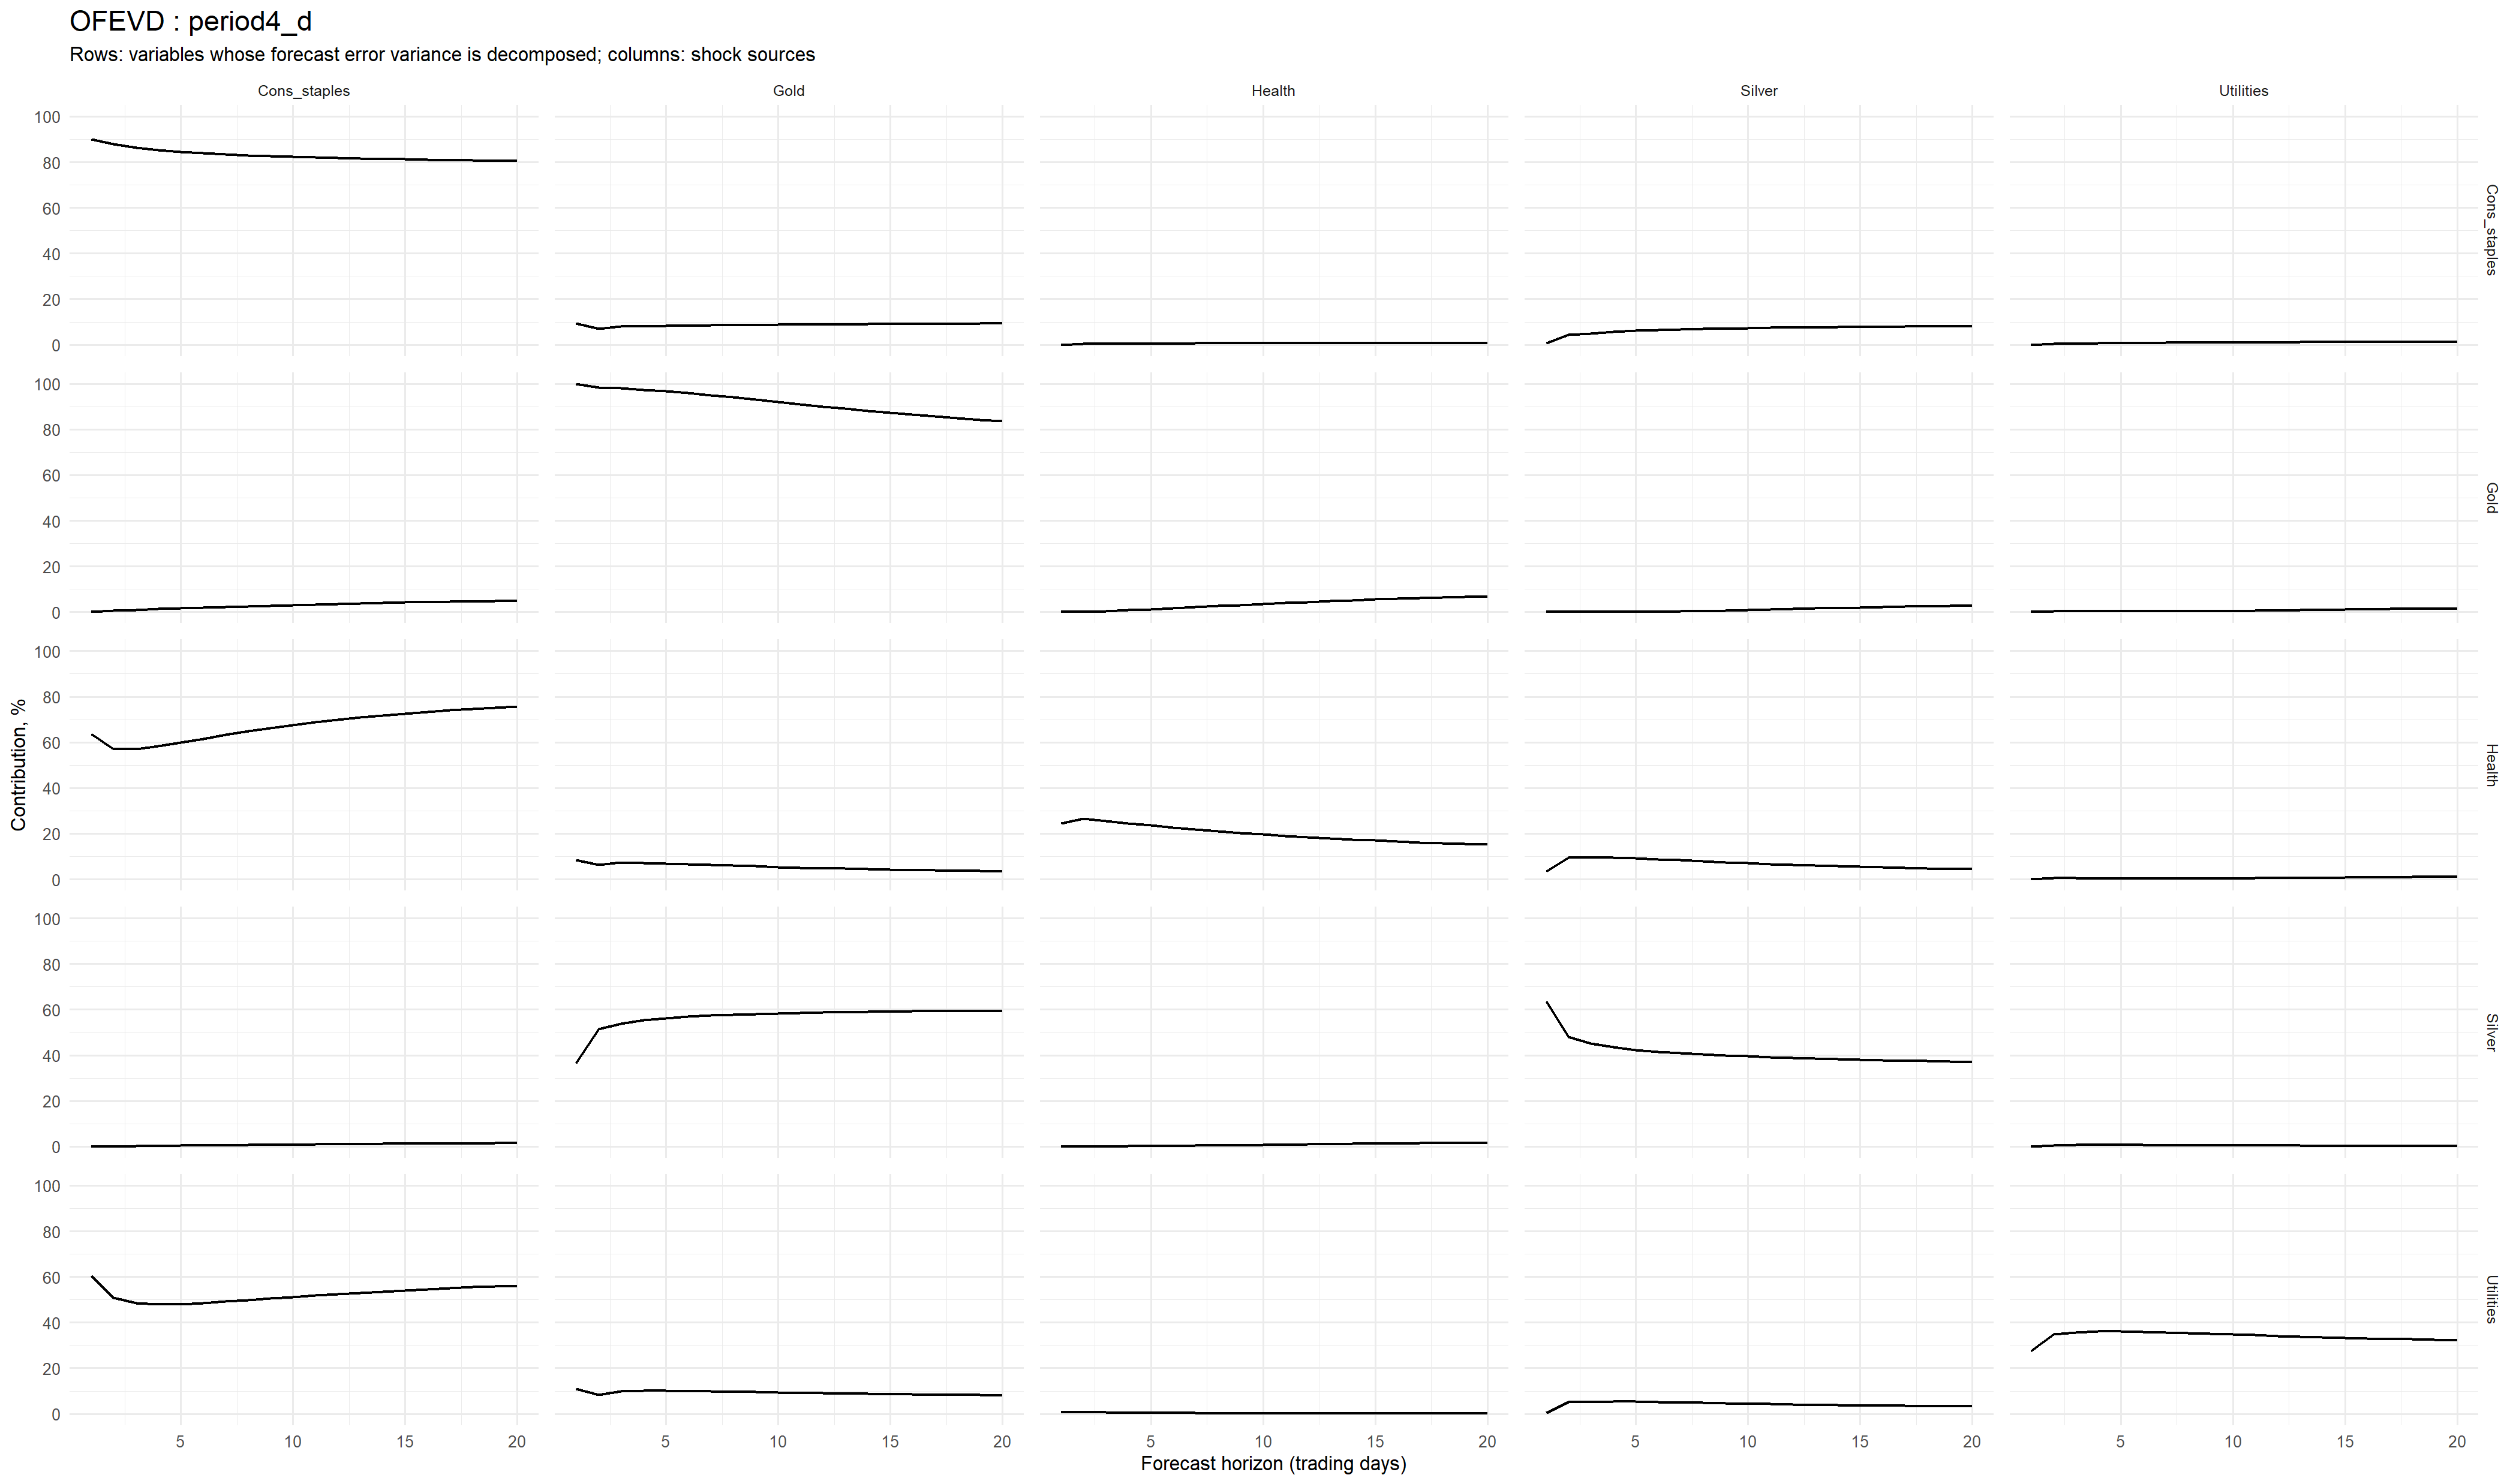 OFEVD : period4_d
Rows: variables whose forecast error variance is decomposed; columns: shock sources
Cons_staples Gold Health Silver Utilities
100
80
60
40
20
0
Cons_staples
100
80
60
40
20
0
Gold
Contribution, %
100
80
60
40
20
0
Health
100
80
60
40
20
0
Silver
100
80
60
40
20
0
Utilities
5 10 15 20 5 10 15 20 5 10 15 20 5 10 15 20 5 10 15 20
Forecast horizon (trading days)